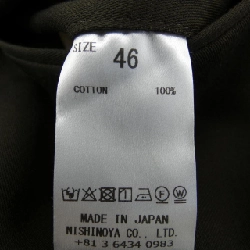 SIZE
46
COTTON 100%
MADE IN JAPAN
NISHINOYA CO., LTD.
+81 3 6434 0983